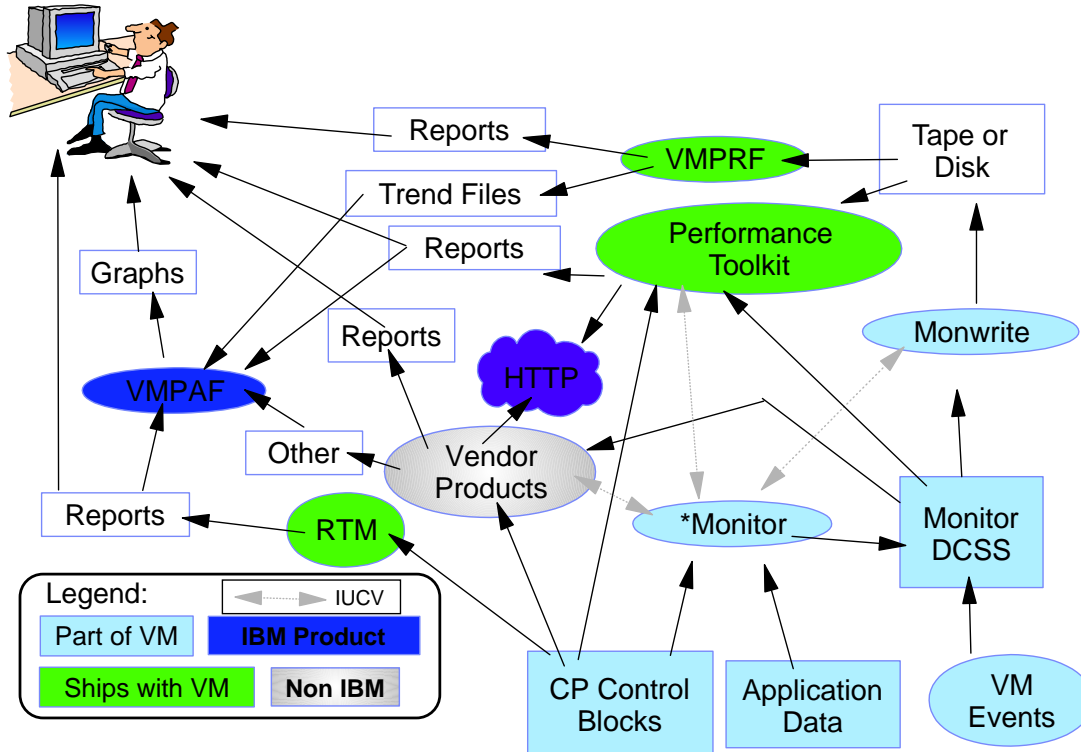 Reports
VMPRF
Tape or
Disk
Trend Files
Performance
Toolkit
Reports
Graphs
Reports
Monwrite
VMPAF
HTTP
Other
Vendor
Products
Reports
RTM
*Monitor
Monitor
DCSS
Legend:
IUCV
Part of VM
IBM Product
Ships with VM
Non IBM
CP Control
Blocks
Application
Data
VM
Events